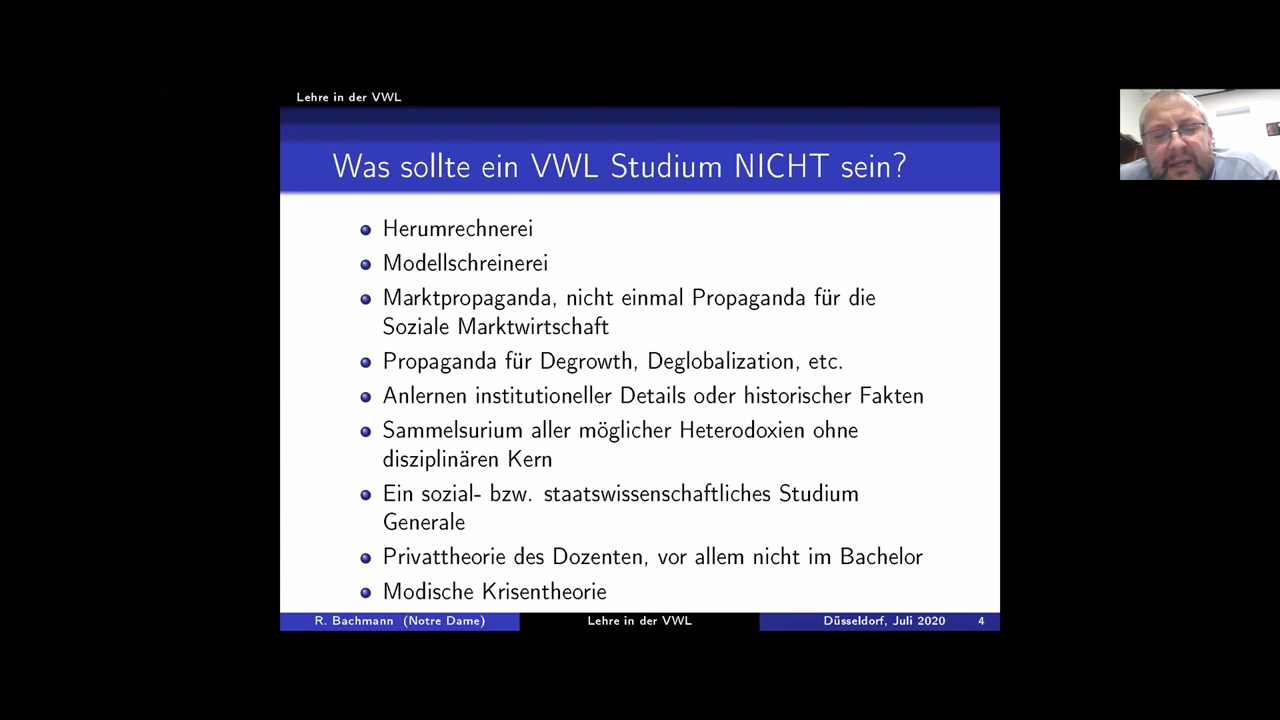 Lehre in der VWL
Was sollte ein VWL Studium NICHT sein?
Herumrechnerei
Modellschreinerei
Marktpropaganda, nicht einmal Propaganda für die
Soziale Marktwirtschaft
Propaganda für Degrowth, Deglobalization, etc.
Anlernen institutioneller Details oder historischer Fakten
Sammelsurium aller möglicher Heterodoxien ohne
disziplinären Kern
Ein sozial- bzw. staatswissenschaftliches Studium
Generale
Privattheorie des Dozenten, vor allem nicht im Bachelor
Modische Krisentheorie
R. Bachmann (Notre Dame) Lehre in der VWL Düsseldorf, Juli 2020 4